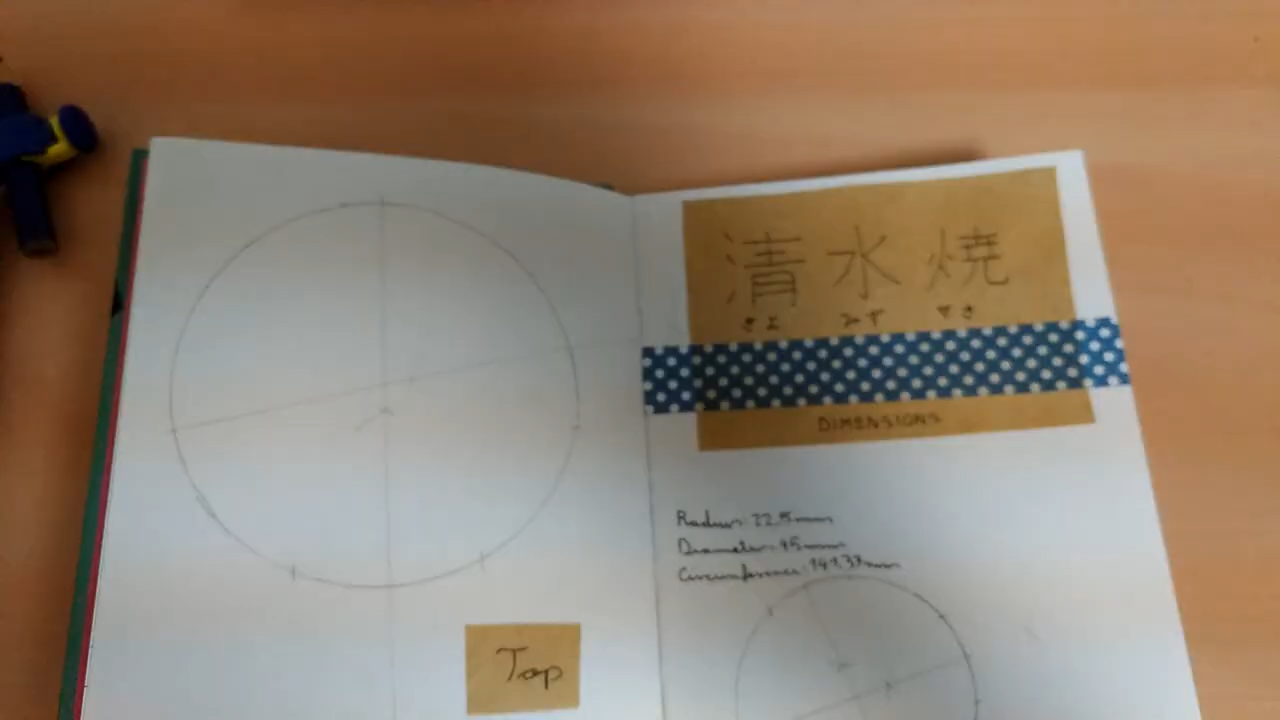 Top
清水焼
きよ みず やき
DIMENSIONS
Radius: 22.5mm
Diameter: 45mm
Circumference: 141.37mm